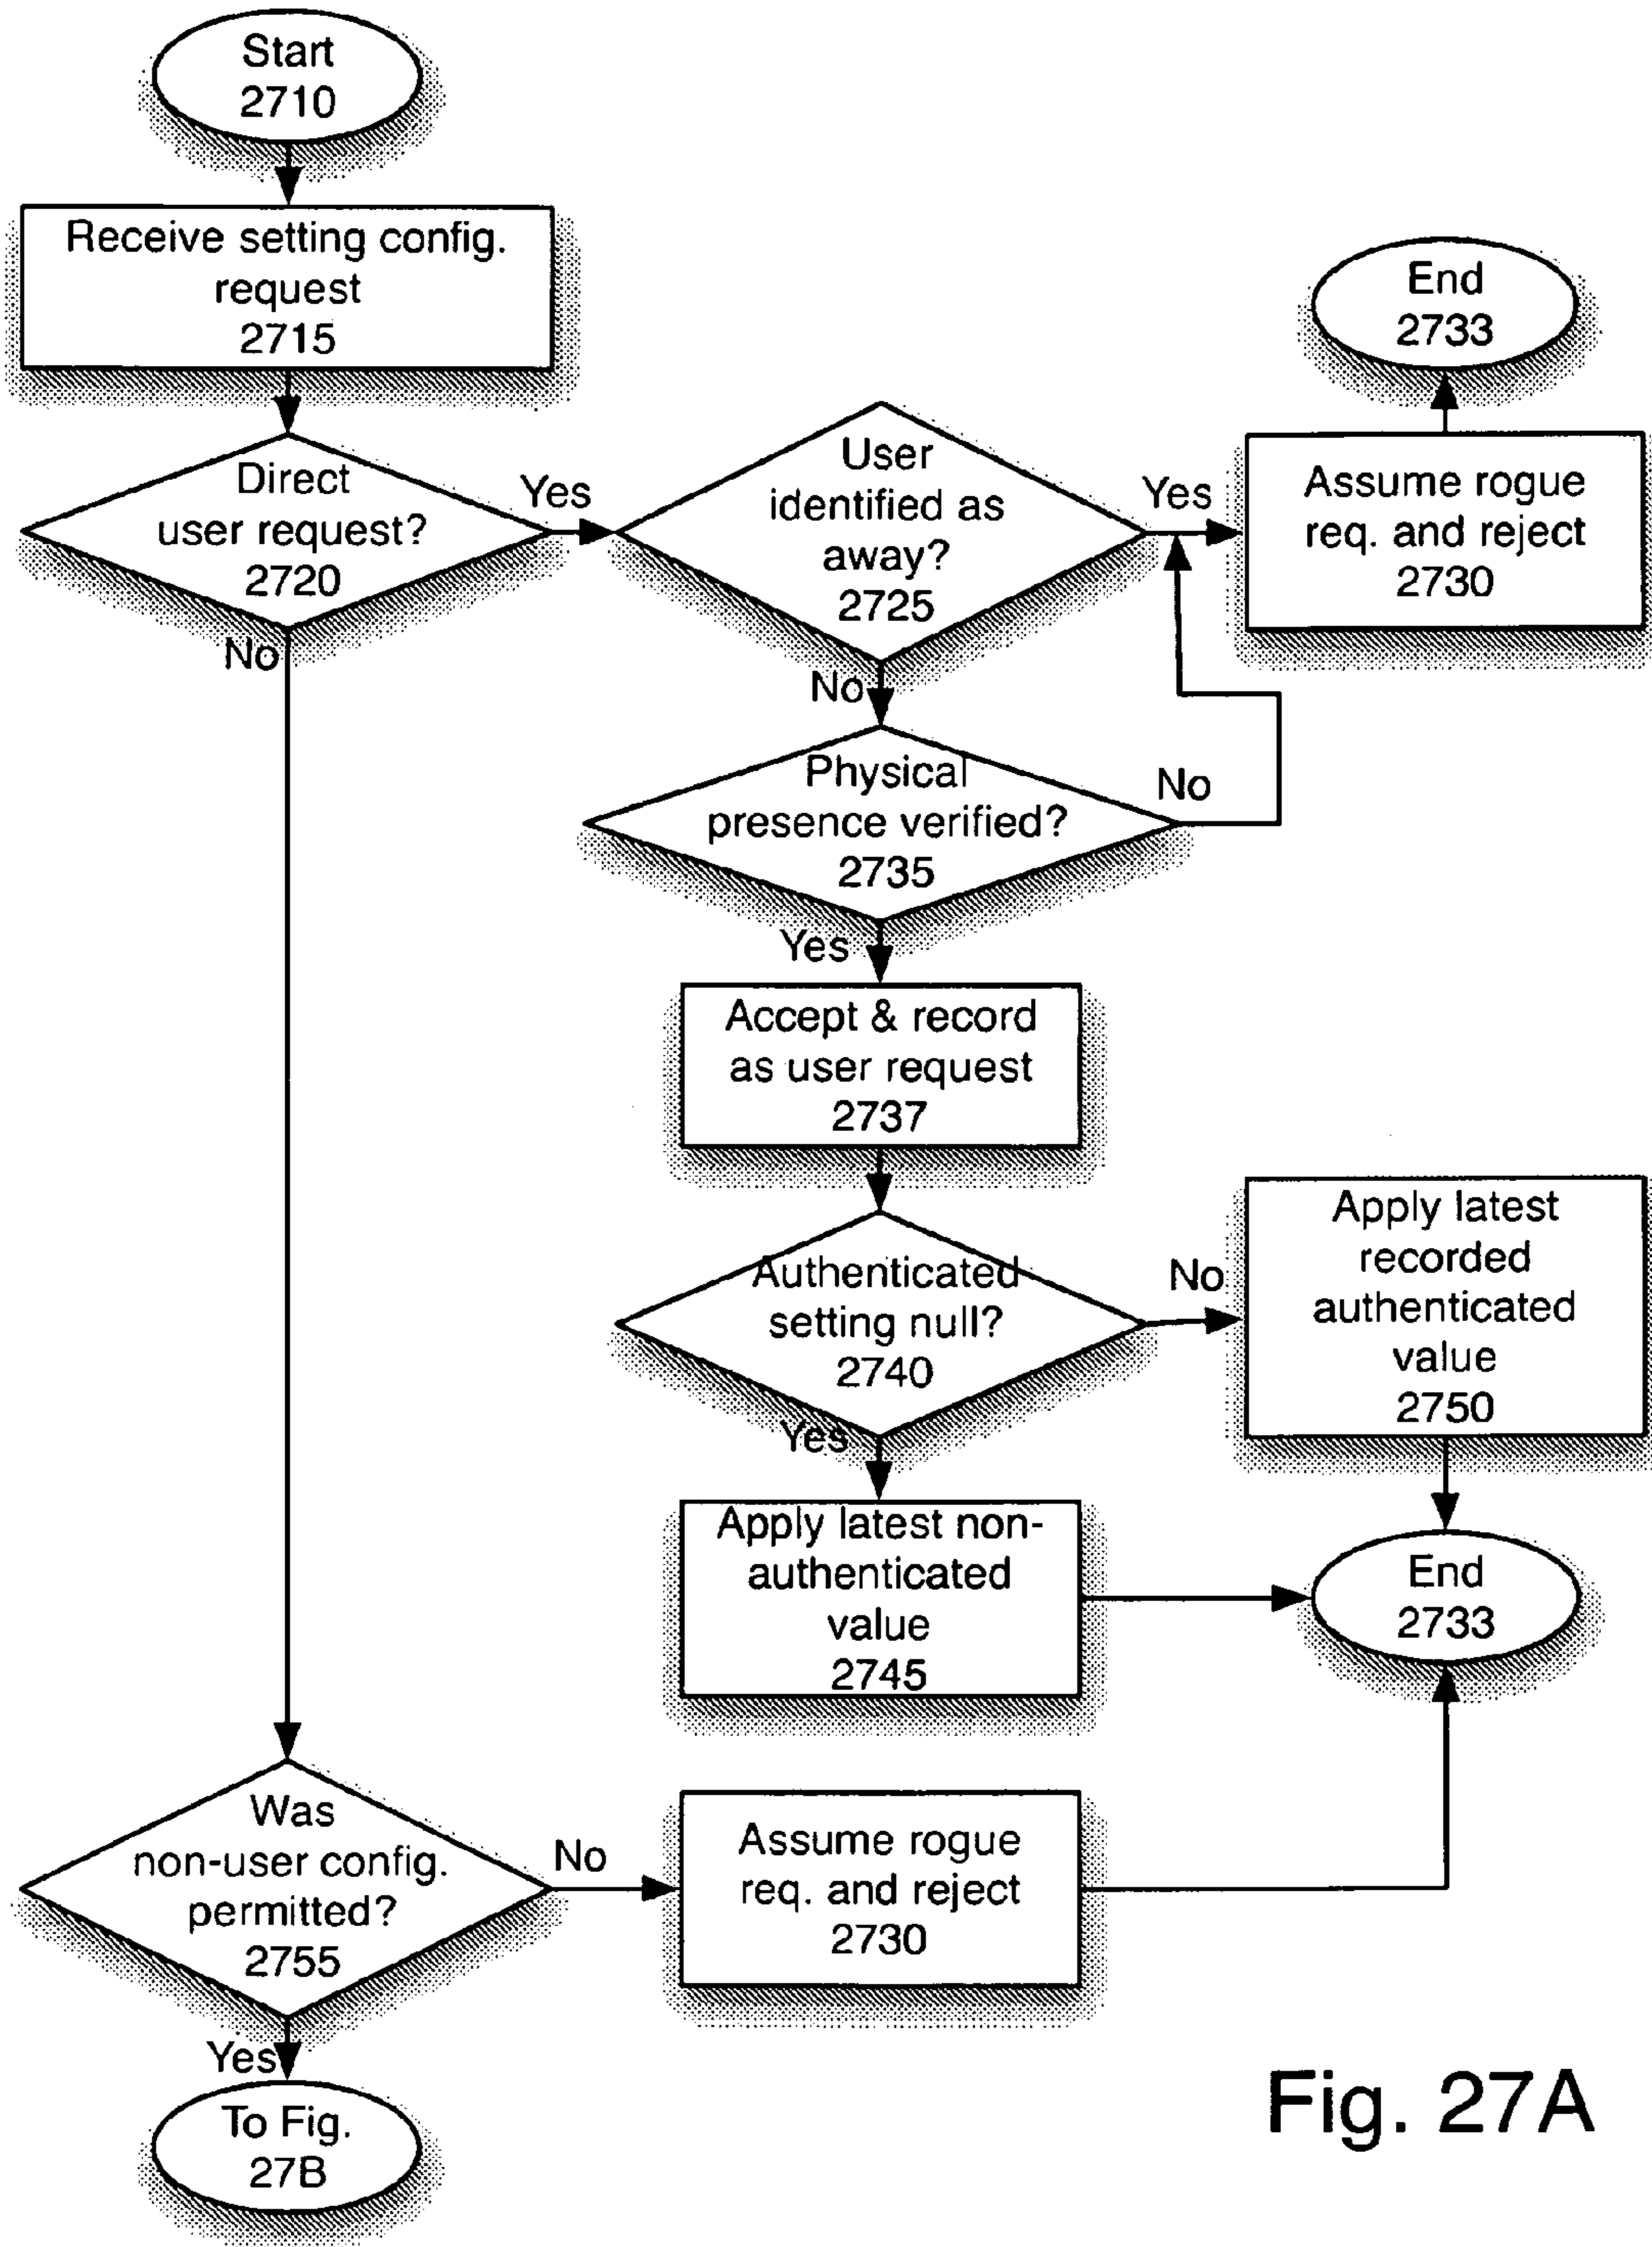 Start
2710
Receive setting config.
request
2715
Direct
user request?
2720
Yes
No
User
identified as
away?
2725
Yes
No
Assume rogue
req. and reject
2730
End
2733
Physical
presence verified?
2735
No
Yes
Accept & record
as user request
2737
Authenticated
setting null?
2740
No
Yes
Apply latest
recorded
authenticated
value
2750
Apply latest non-
authenticated
value
2745
End
2733
Was
non-user config.
permitted?
2755
No
Yes
Assume rogue
req. and reject
2730
To Fig.
27B
Fig. 27A